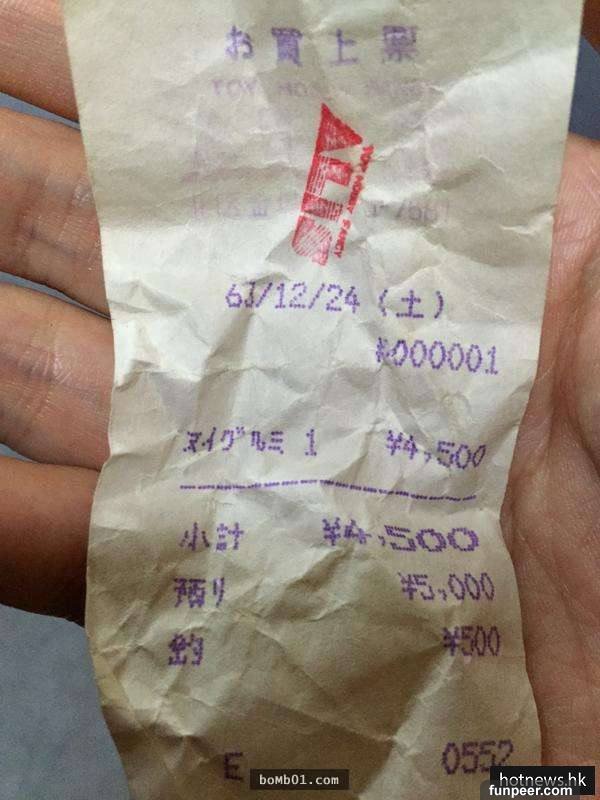 お買上票
ALICE
63/12/24 (土)
#000001
ヌイグルミ 1 ¥4,500
小計 ¥4,500
預り ¥5,000
釣 ¥500
E 0552
boMb01.com
hotnews.hk
funpeer.com